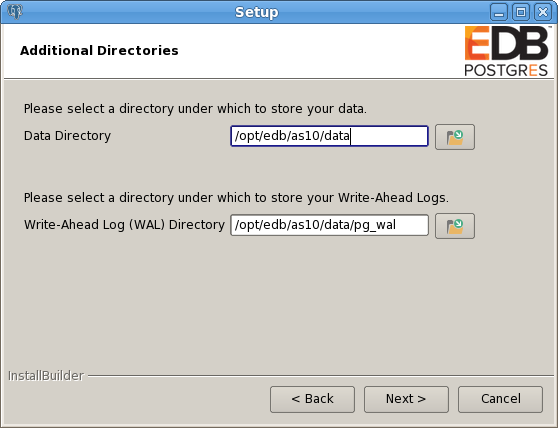 Setup
Additional Directories
EDB
POSTGRES
Please select a directory under which to store your data.
Data Directory /opt/edb/as10/data
Please select a directory under which to store your Write-Ahead Logs.
Write-Ahead Log (WAL) Directory /opt/edb/as10/data/pg_wal
InstallBuilder
< Back Next > Cancel